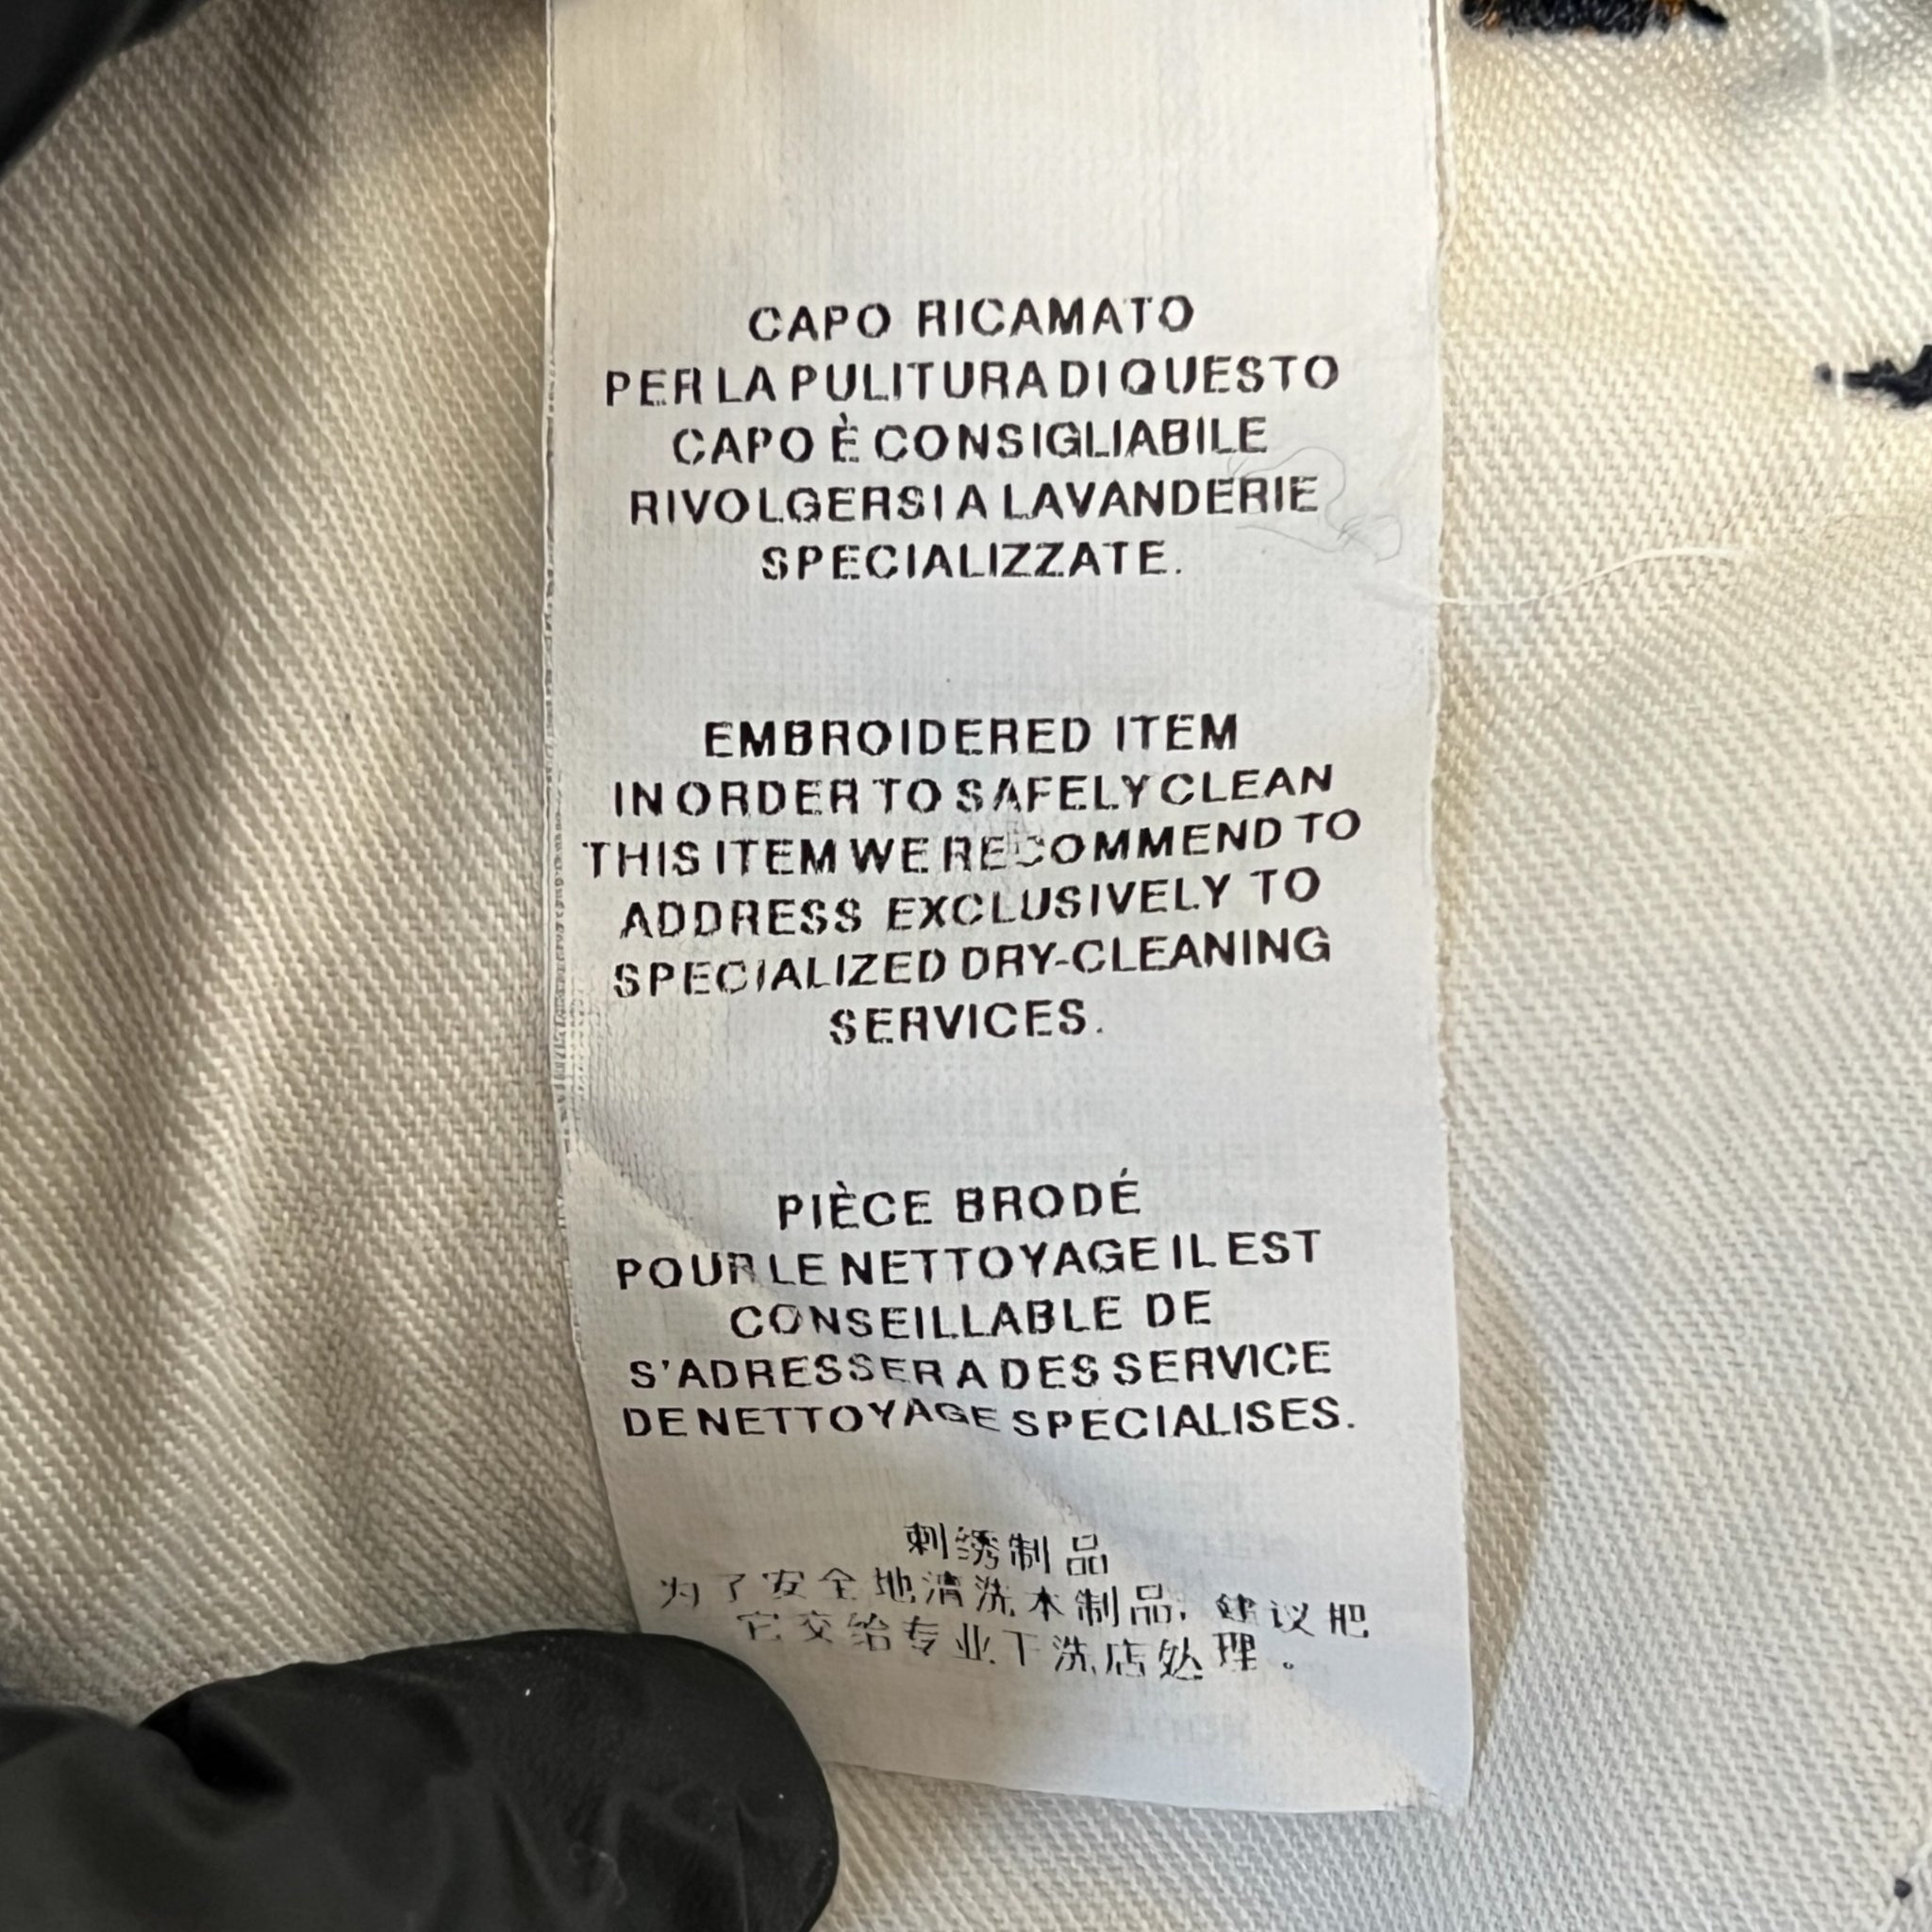 CAPO RICAMATO
PER LA PULITURA DI QUESTO
CAPO È CONSIGLIABILE
RIVOLGERSI A LAVANDERIE
SPECIALIZZATE.
EMBROIDERED ITEM
IN ORDER TO SAFELY CLEAN
THIS ITEM WE RECOMMEND TO
ADDRESS EXCLUSIVELY TO
SPECIALIZED DRY-CLEANING
SERVICES.
PIÈCE BRODÉ
POUR LE NETTOYAGE IL EST
CONSEILLABLE DE
S'ADRESSER A DES SERVICE
DE NETTOYAGE SPECIALISES.
刺绣制品
为了安全地清洗本制品，建议把
它交给专业干洗店处理。